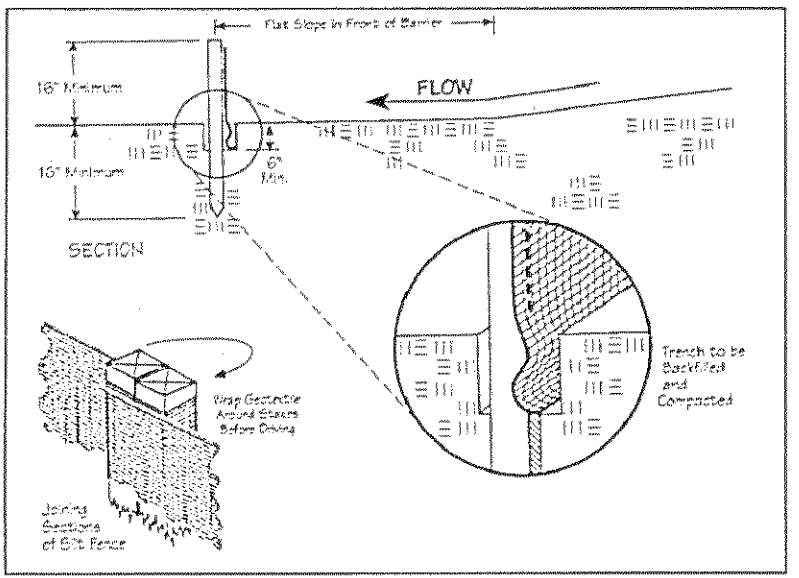 Flat Slope in Front of Barrier
16" Minimum
FLOW
16" Minimum
6"
Min.
SECTION
Trench to be
Backfilled
and
Compacted
Wrap Geotextile
Around Stakes
Before Driving
Joining
Sections
of Silt Fence